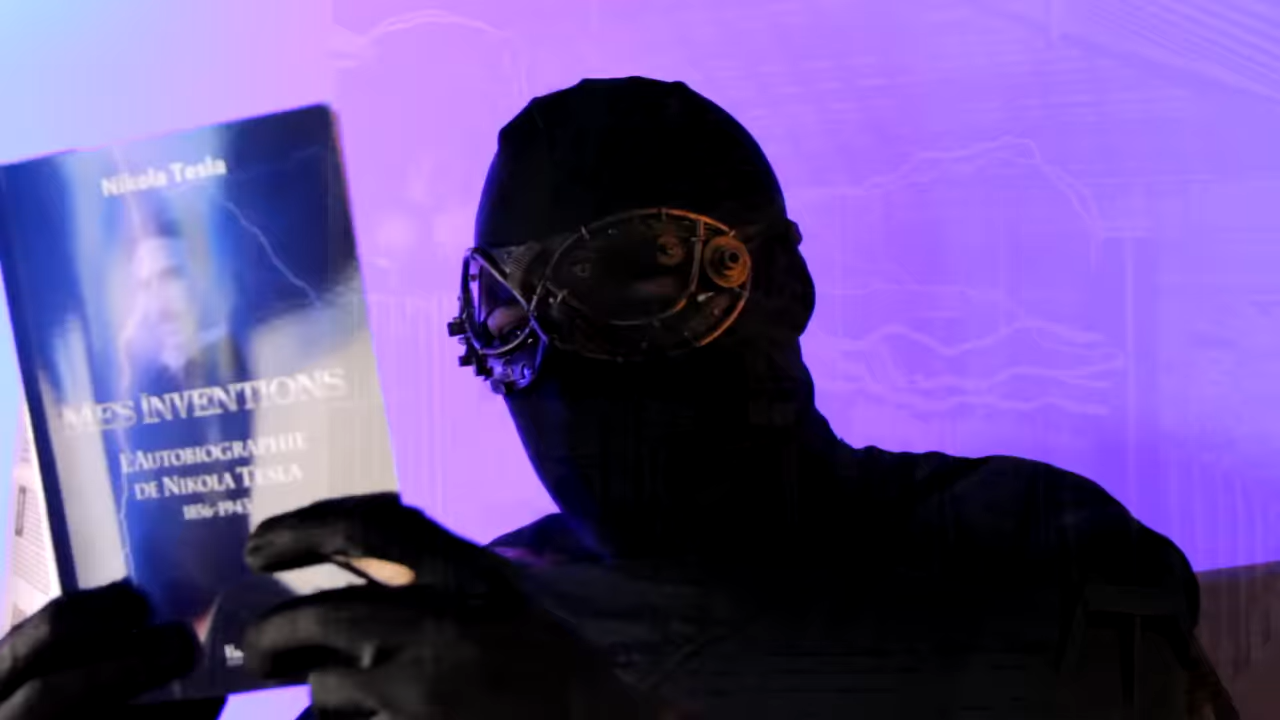 Nikola Tesla
MES INVENTIONS
L'AUTOBIOGRAPHIE
DE NIKOLA TESLA
1856-1943